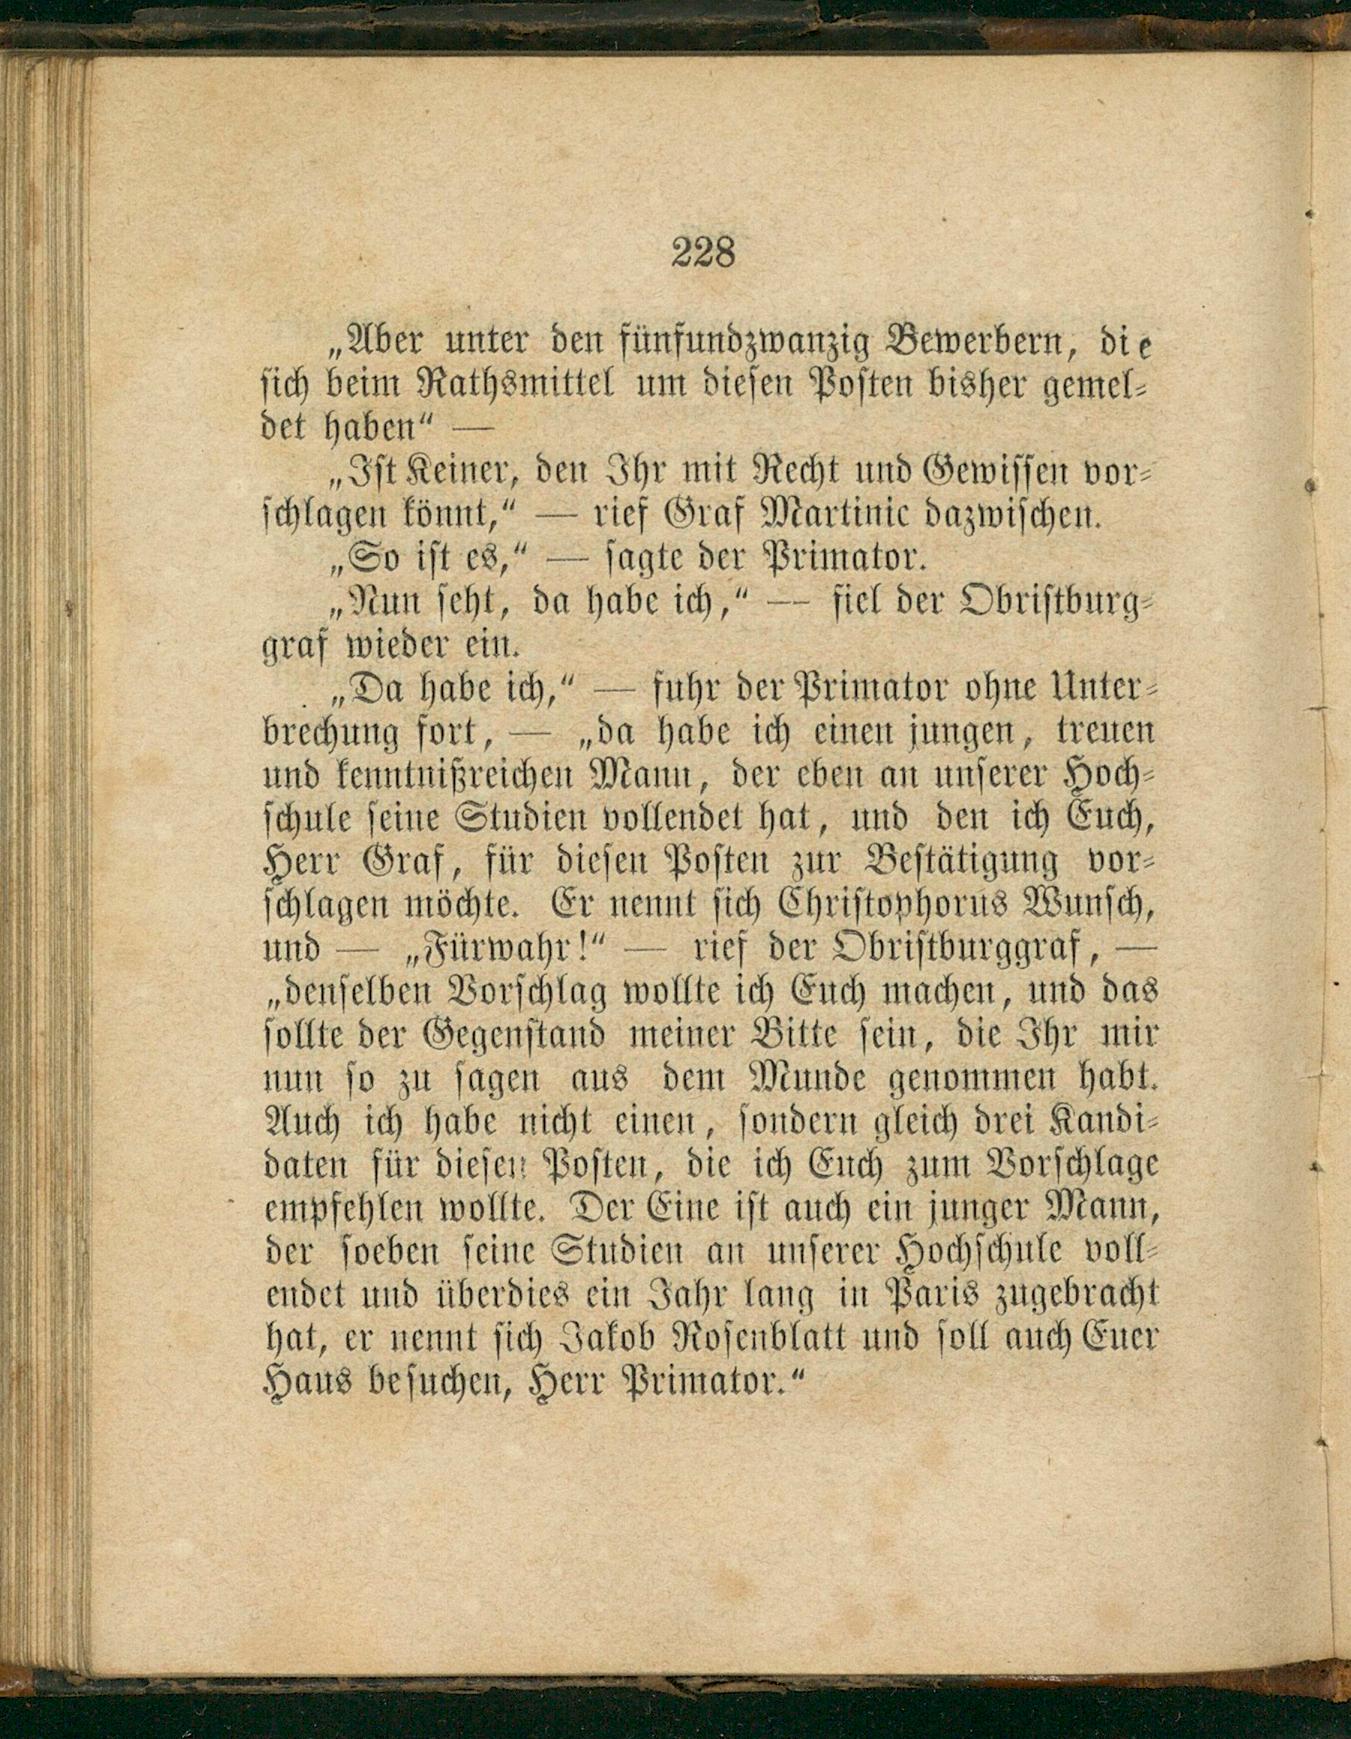 228
„Aber unter den fünfundzwanzig Bewerbern, die
sich beim Rathsmittel um diesen Posten bisher gemel-
det haben“ —
„Ist Keiner, den Ihr mit Recht und Gewissen vor-
schlagen könnt,“ — rief Graf Martinic dazwischen.
„So ist es,“ — sagte der Primator.
„Nun seht, da habe ich,“ — fiel der Obristburg-
graf wieder ein.
„Da habe ich,“ — fuhr der Primator ohne Unter-
brechung fort, — „da habe ich einen jungen, treuen
und kenntnißreichen Mann, der eben an unserer Hoch-
schule seine Studien vollendet hat, und den ich Euch,
Herr Graf, für diesen Posten zur Bestätigung vor-
schlagen möchte. Er nennt sich Christophorus Wunsch,
und — „Fürwahr!“ — rief der Obristburggraf, —
„denselben Vorschlag wollte ich Euch machen, und das
sollte der Gegenstand meiner Bitte sein, die Ihr mir
nun so zu sagen aus dem Munde genommen habt.
Auch ich habe nicht einen, sondern gleich drei Kandi-
daten für diesen Posten, die ich Euch zum Vorschlage
empfehlen wollte. Der Eine ist auch ein junger Mann,
der soeben seine Studien an unserer Hochschule voll-
endet und überdies ein Jahr lang in Paris zugebracht
hat, er nennt sich Jakob Rosenblatt und soll auch Euer
Haus besuchen, Herr Primator.“